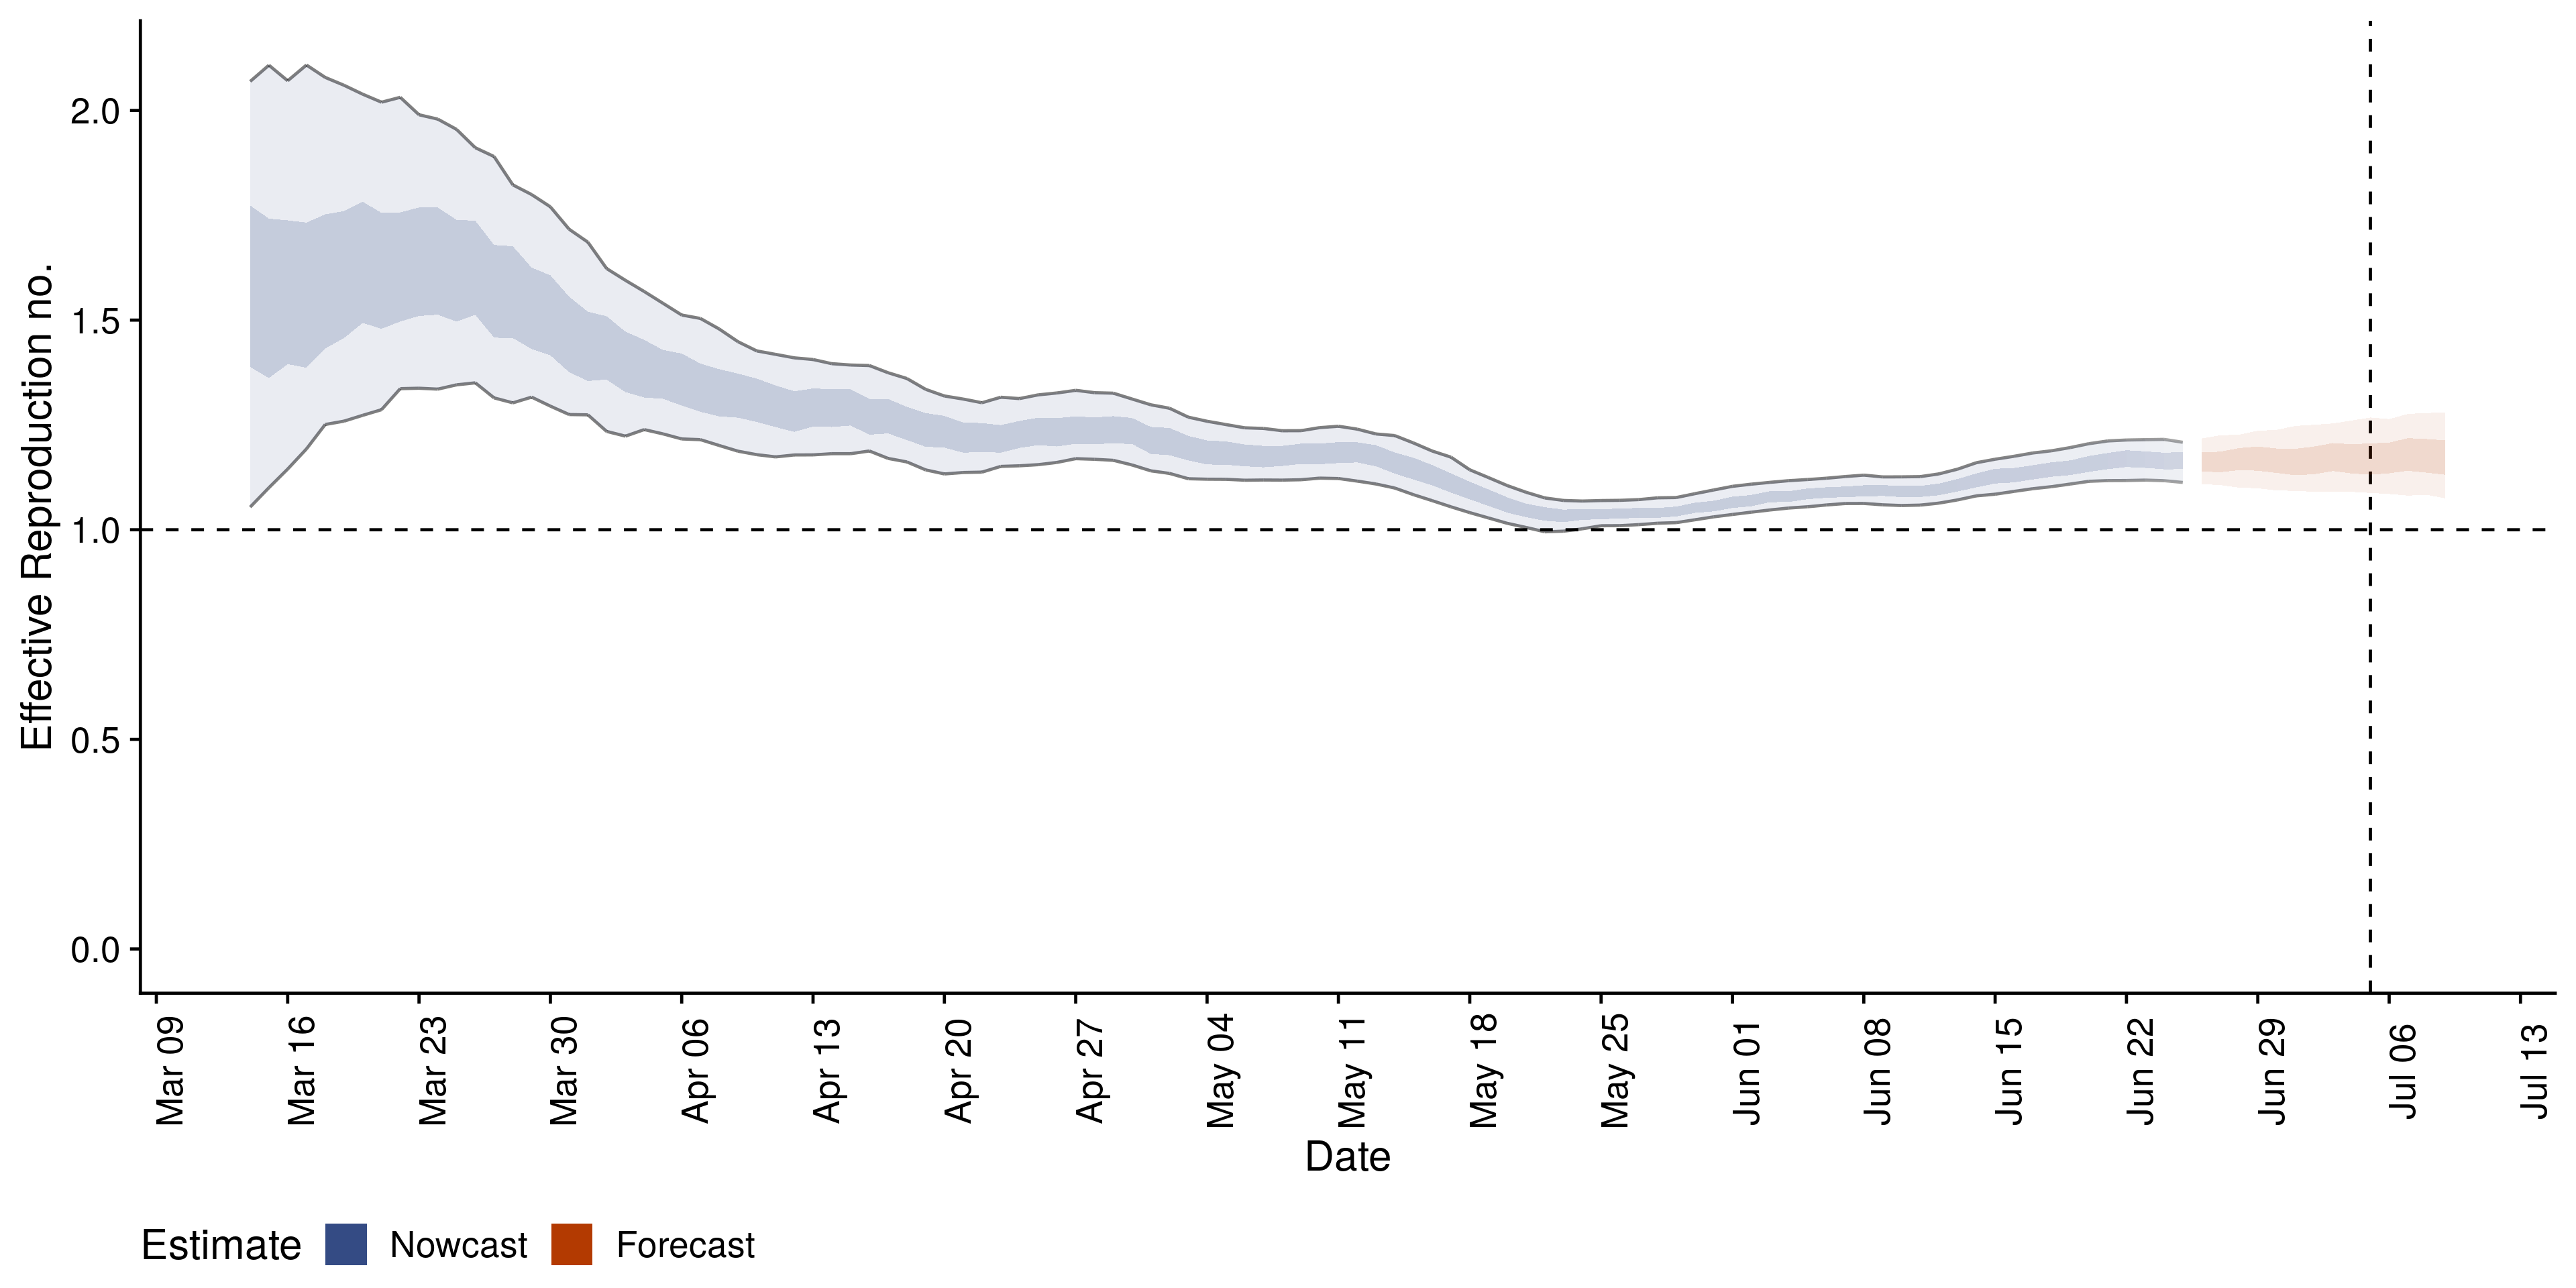 Effective Reproduction no.
2.0
1.5
1.0
0.5
0.0
Mar 09
Mar 16
Mar 23
Mar 30
Apr 06
Apr 13
Apr 20
Apr 27
May 04
May 11
May 18
May 25
Jun 01
Jun 08
Jun 15
Jun 22
Jun 29
Jul 06
Jul 13
Date
Estimate Nowcast Forecast